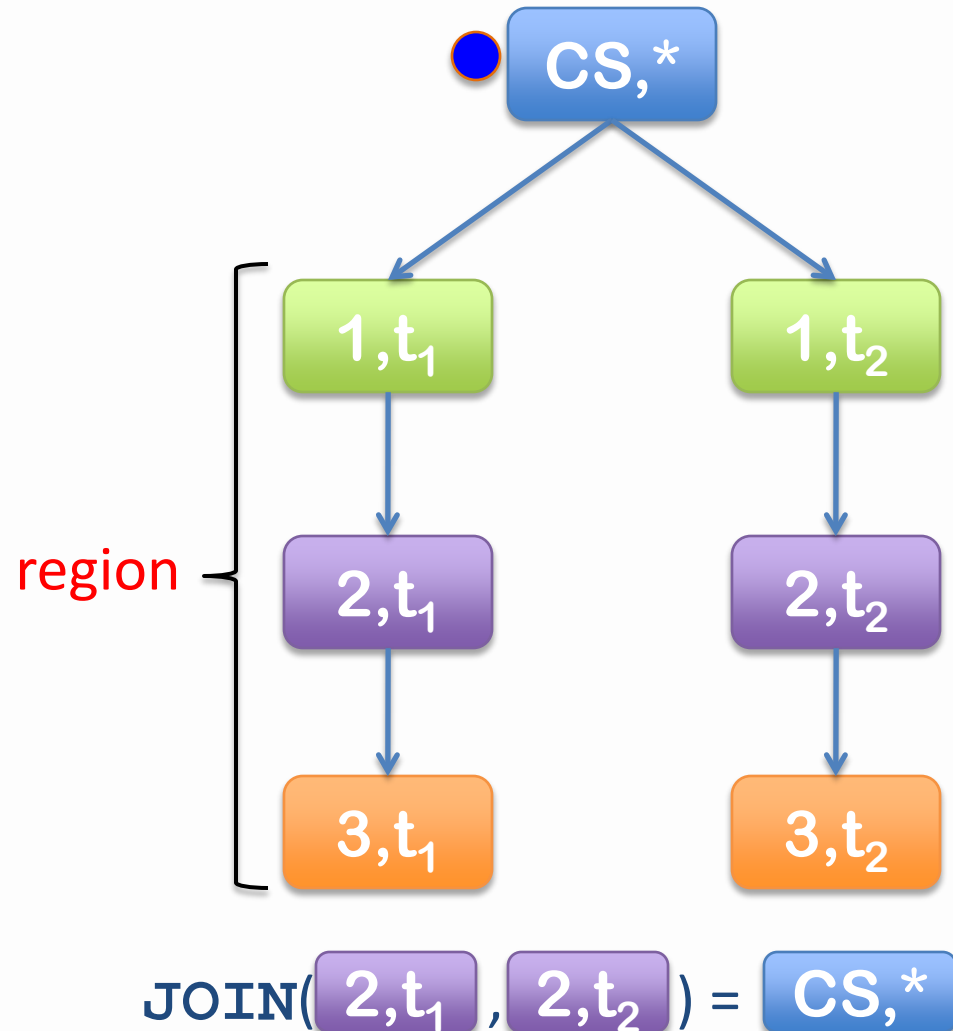 CS,*
1,t₁ 1,t₂
region
2,t₁ 2,t₂
3,t₁ 3,t₂
JOIN( 2,t₁ , 2,t₂ ) = CS,*